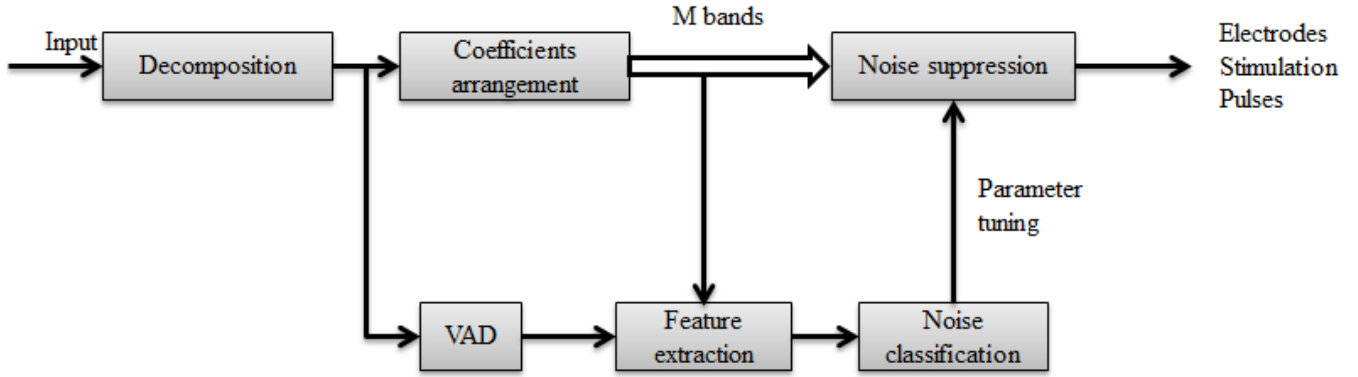 M bands
Input
Decomposition
Coefficients
arrangement
Noise suppression
Electrodes
Stimulation
Pulses
Parameter
tuning
VAD
Feature
extraction
Noise
classification